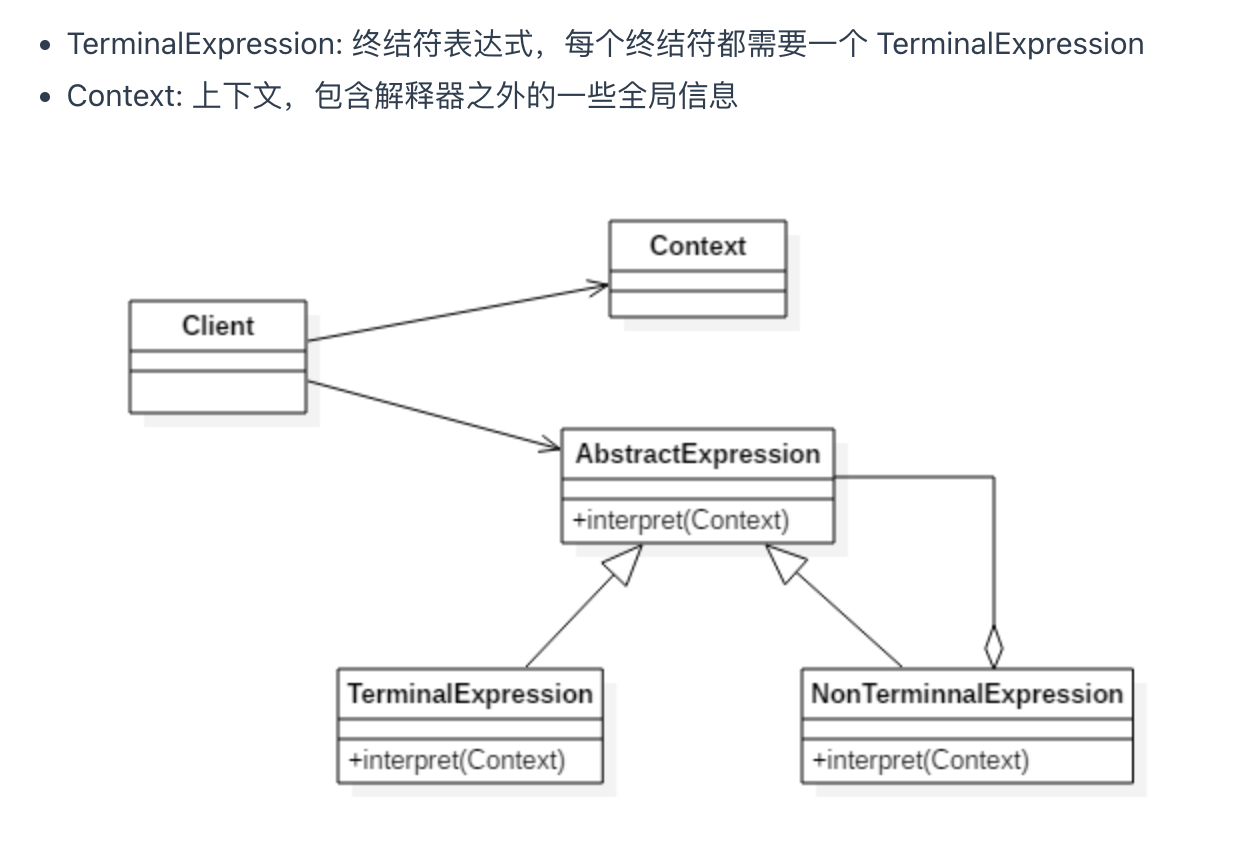 TerminalExpression: 终结符表达式，每个终结符都需要一个 TerminalExpression
Context: 上下文，包含解释器之外的一些全局信息
Context
Client
AbstractExpression
+interpret(Context)
TerminalExpression
+interpret(Context)
NonTerminnalExpression
+interpret(Context)